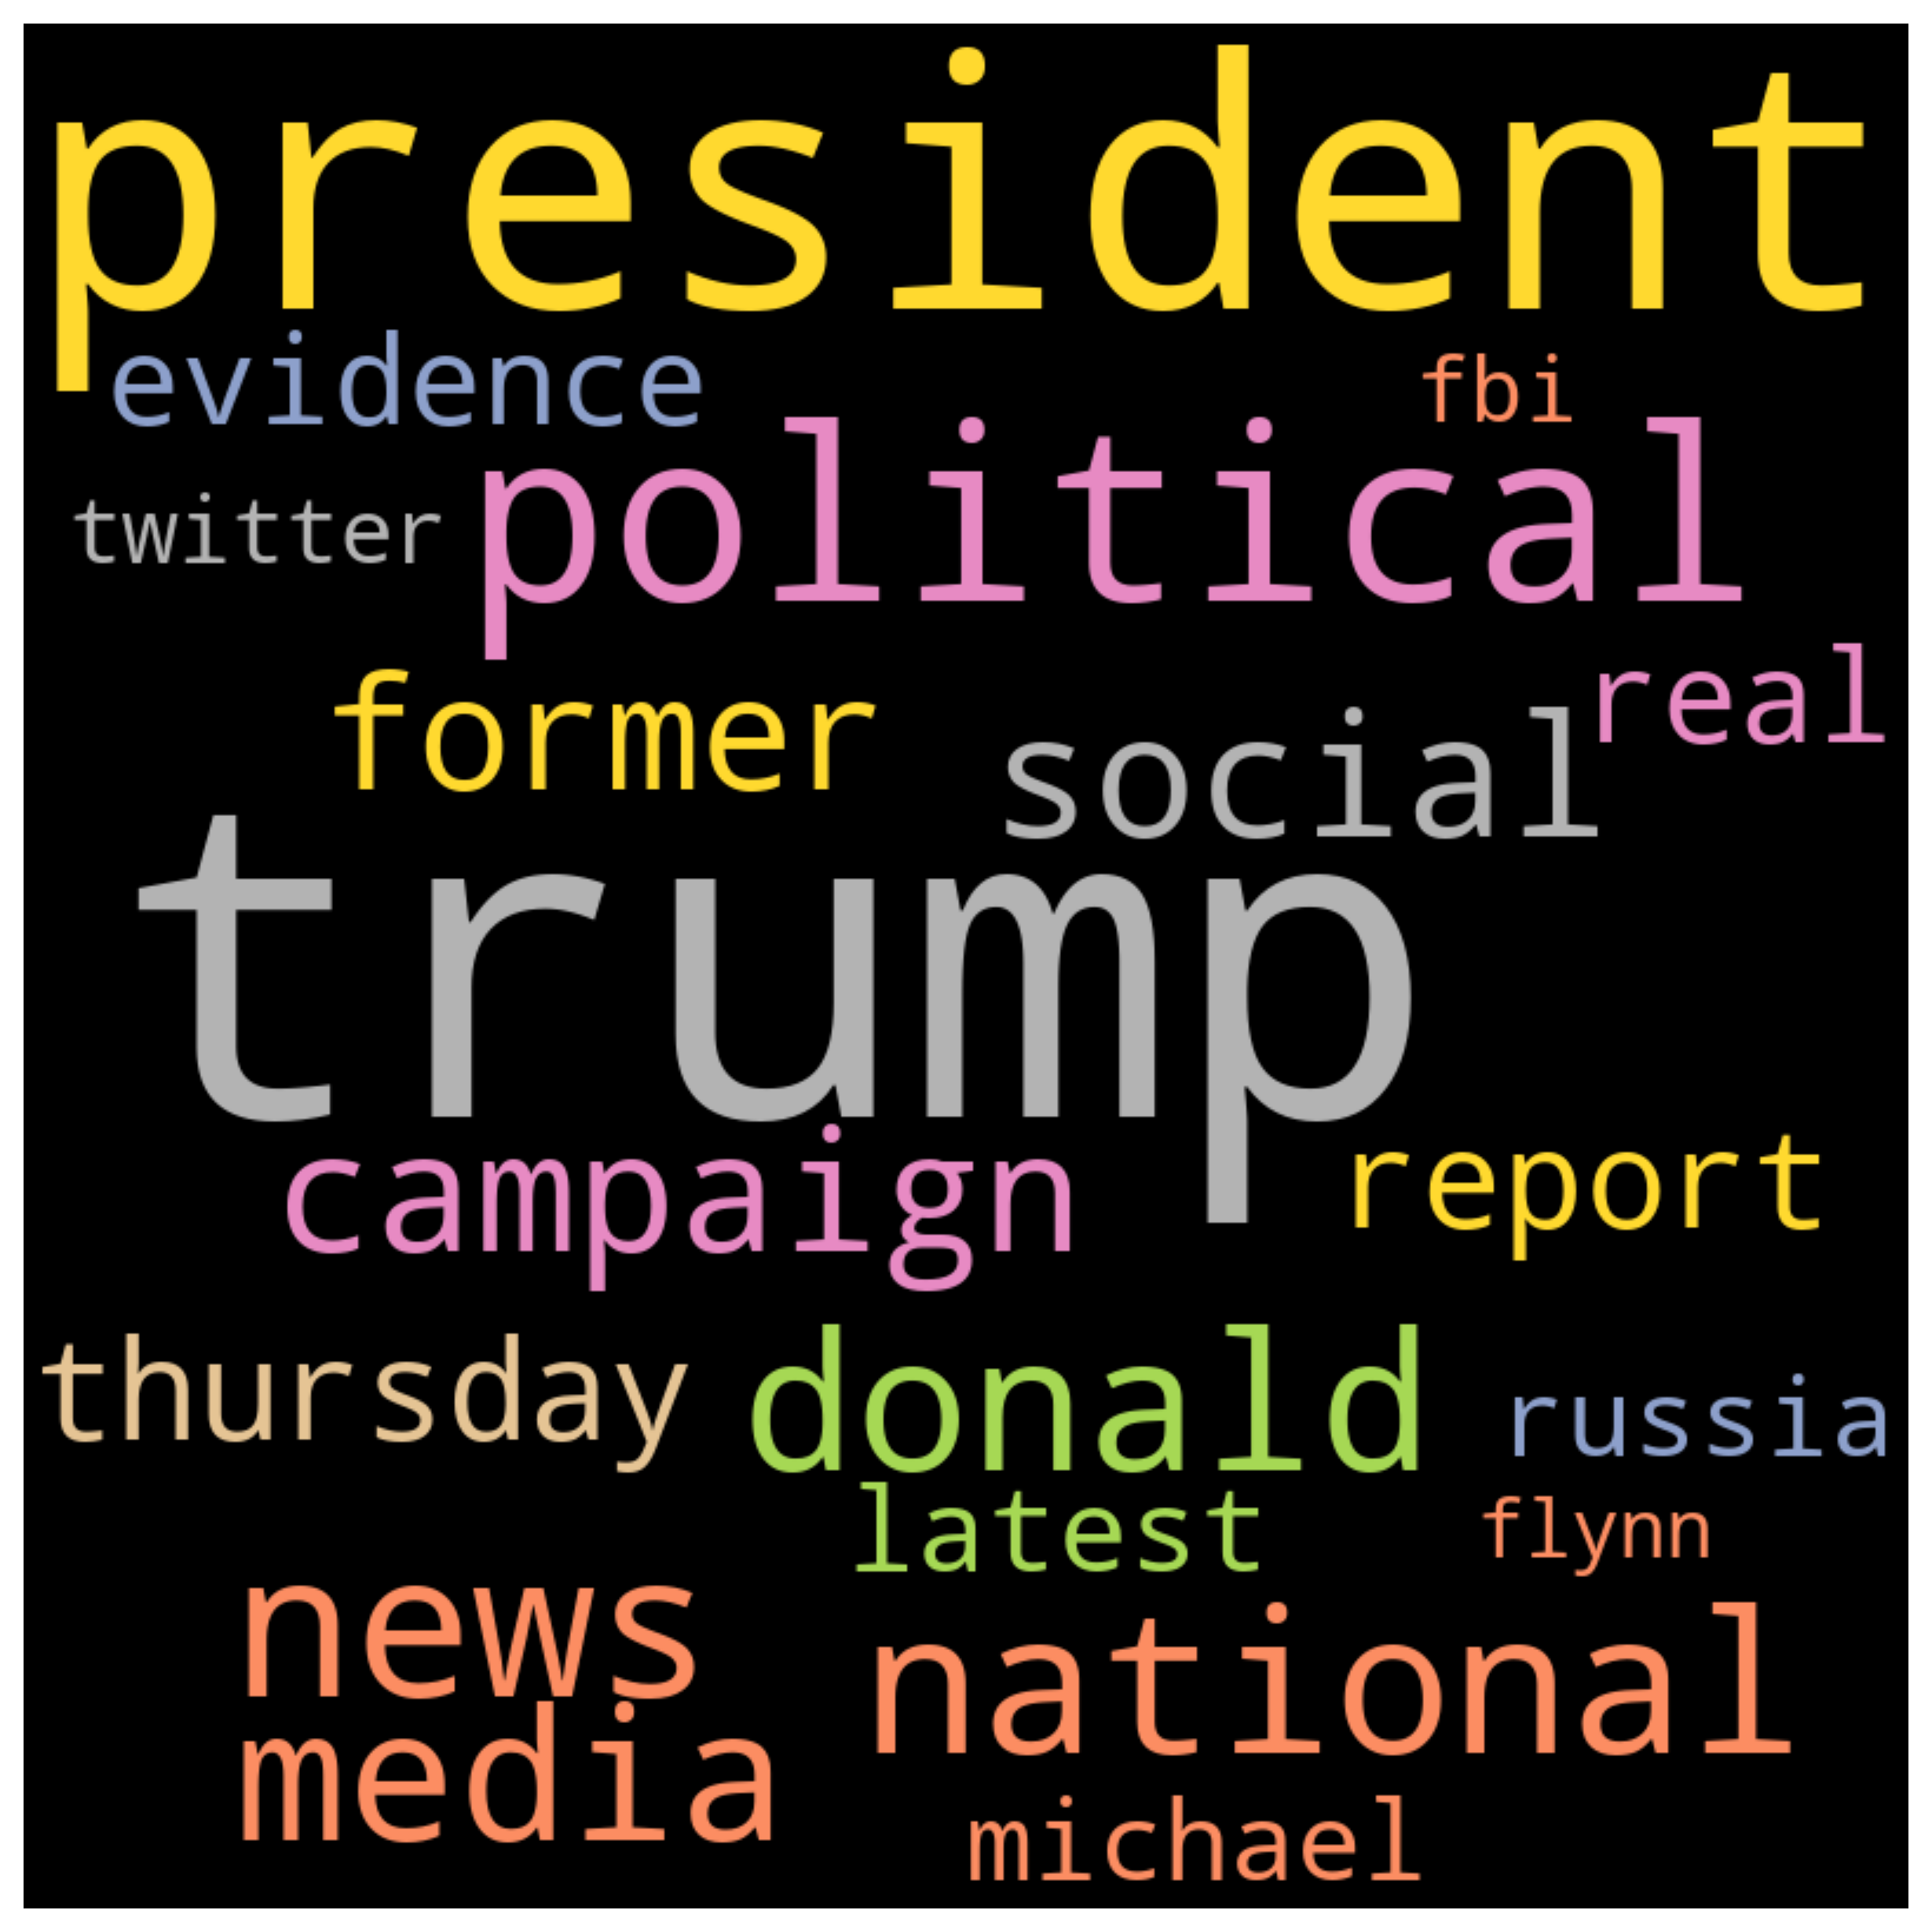 president
evidence fbi
twitter political
former social real
trump
campaign report
thursday donald russia
latest flynn
news national
media
michael